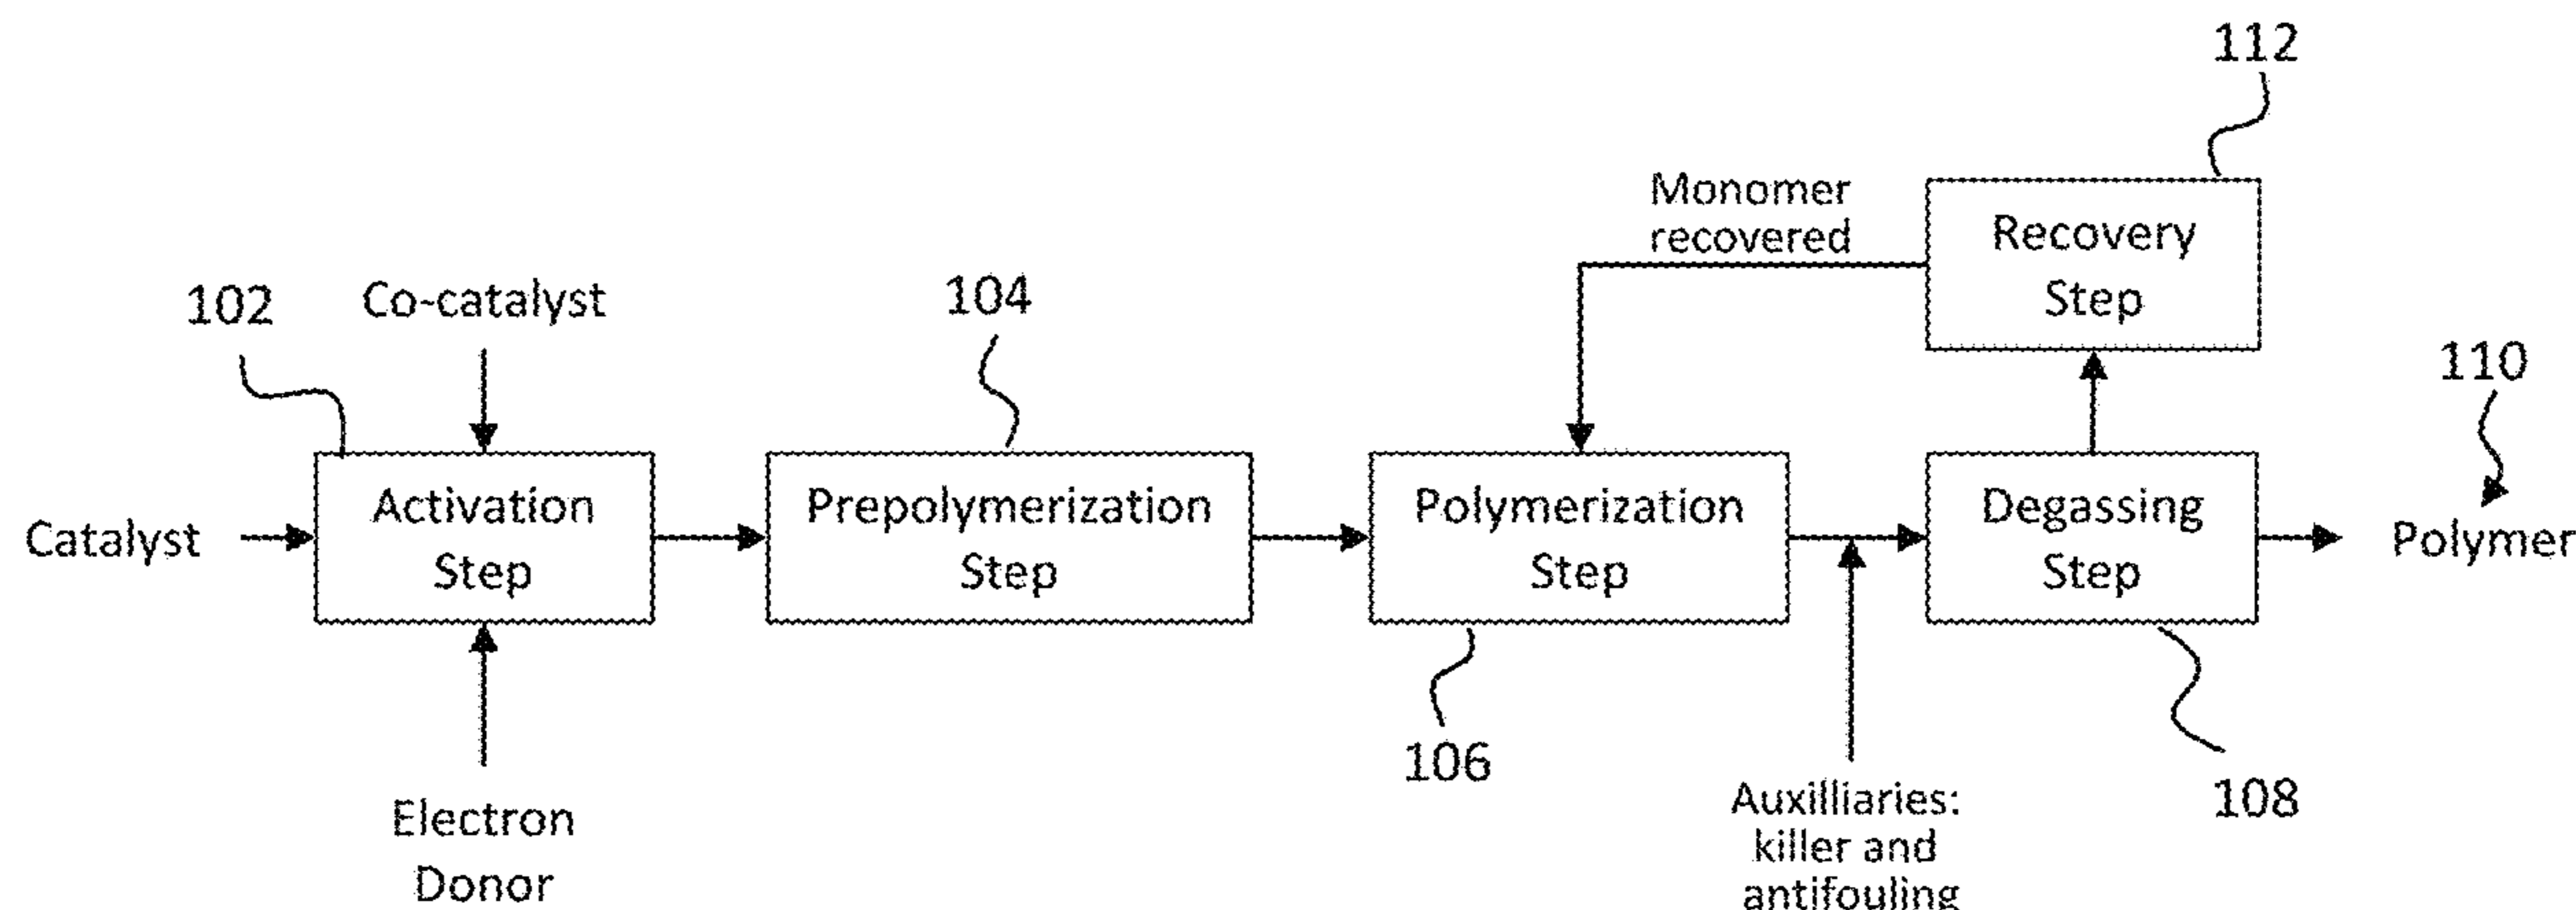 112
Monomer
recovered
Recovery
Step
102
Co-catalyst
104
110
Catalyst
Activation
Step
Prepolymerization
Step
Polymerization
Step
Degassing
Step
Polymer
Electron
Donor
106
Auxilliaries:
killer and
antifouling
108